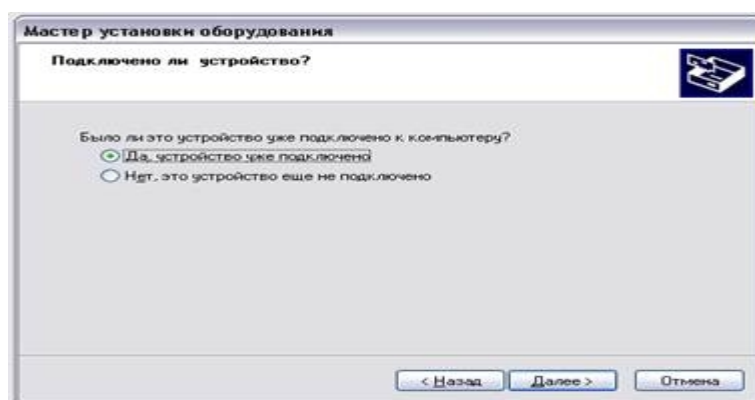 Мастер установки оборудования
Подключено ли устройство?
Было ли это устройство уже подключено к компьютеру?
Да, устройство уже подключено
Нет, это устройство еще не подключено
< Назад Далее > Отмена